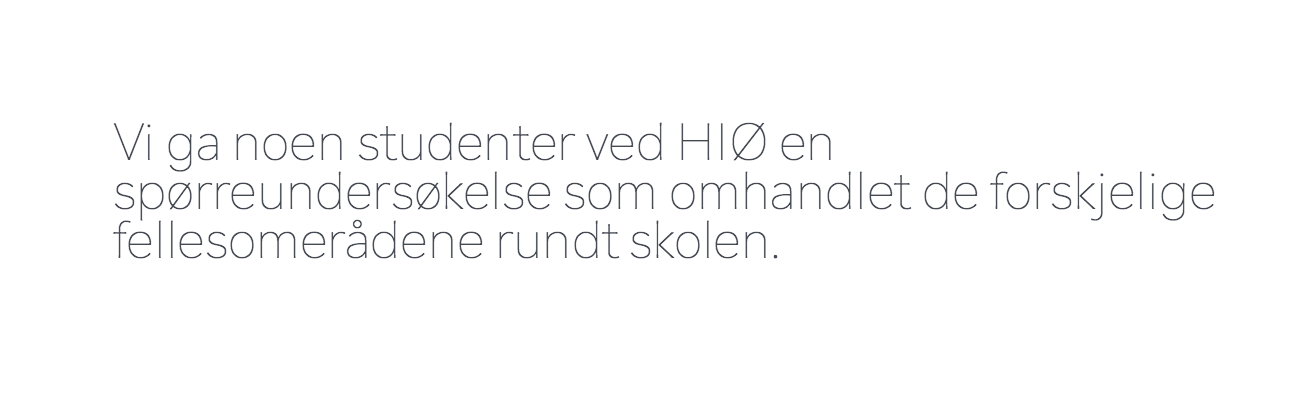 Vi ga noen studenter ved HIØ en
spørreundersøkelse som omhandlet de forskjelige
fellesomerådene rundt skolen.